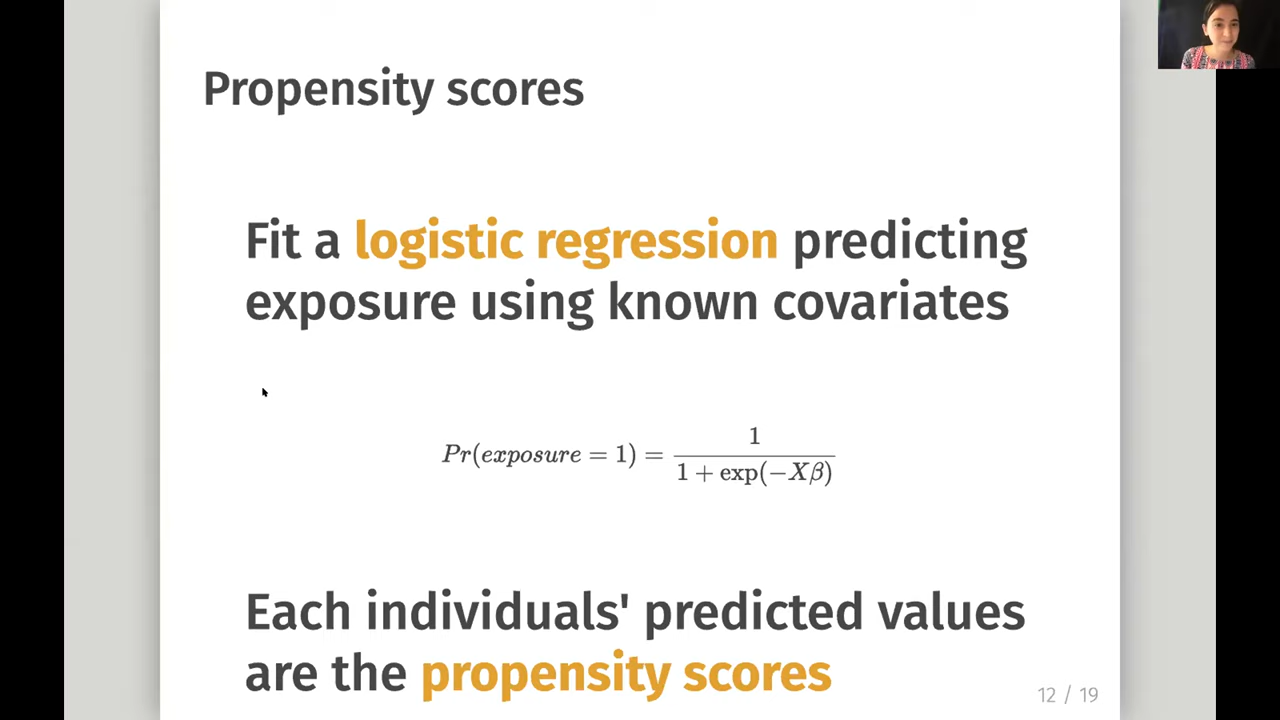 Propensity scores
Fit a logistic regression predicting
exposure using known covariates
Pr(exposure = 1) = \frac{1}{1 + \exp(-Xβ)}
Each individuals' predicted values
are the propensity scores
12 / 19